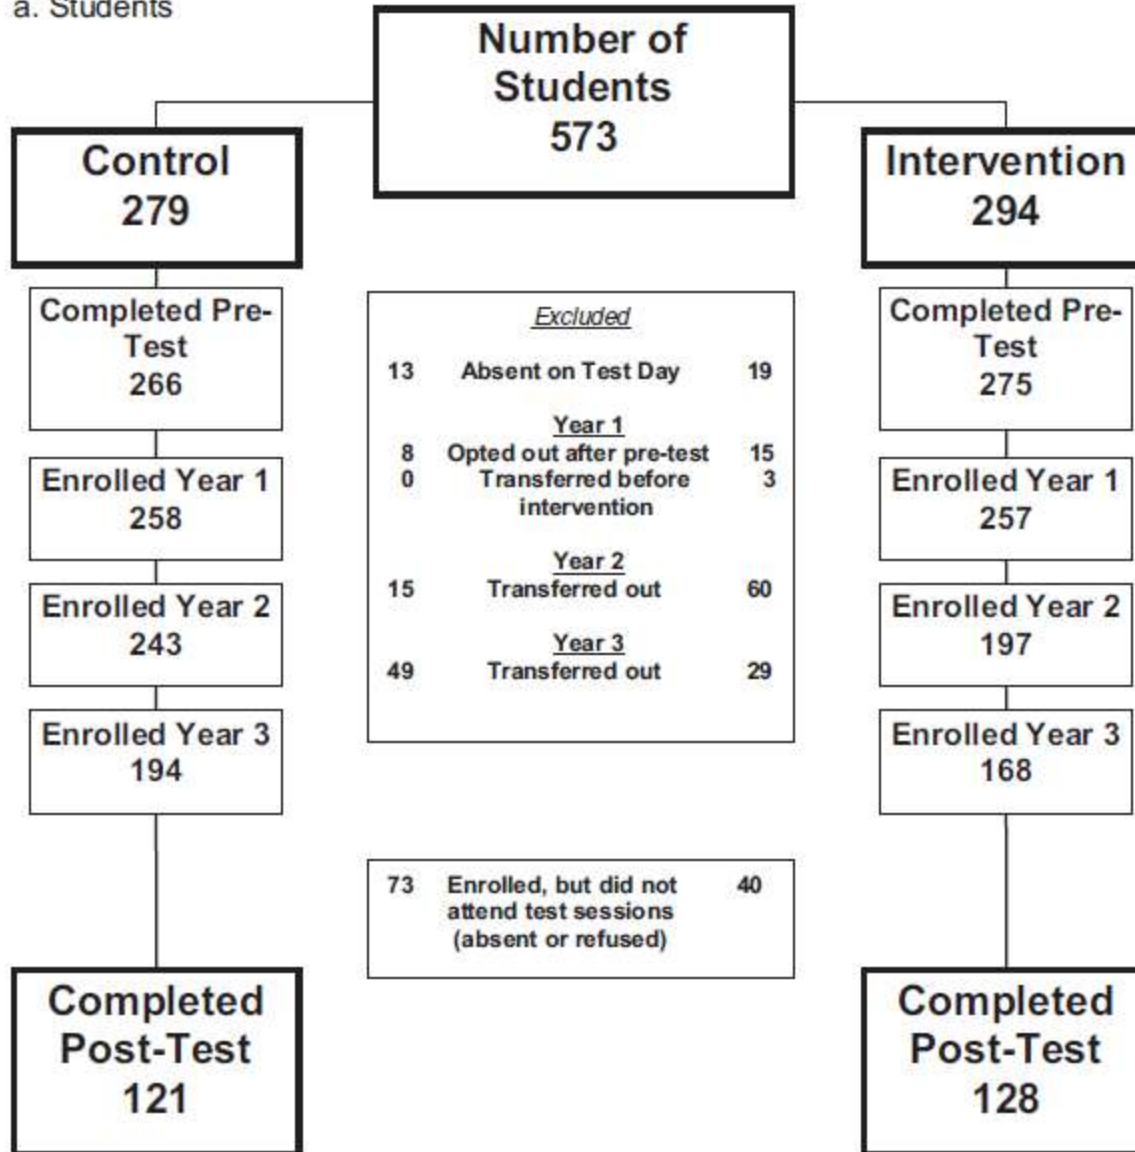 a. Students
Number of
Students
573
Control
279
Intervention
294
Completed Pre-
Test
266
Excluded
13 Absent on Test Day 19
Year 1
8 Opted out after pre-test 15
0 Transferred before 3
intervention
Year 2
15 Transferred out 60
Year 3
49 Transferred out 29
Completed Pre-
Test
275
Enrolled Year 1
258
Enrolled Year 1
257
Enrolled Year 2
243
Enrolled Year 2
197
Enrolled Year 3
194
Enrolled Year 3
168
73 Enrolled, but did not 40
attend test sessions
(absent or refused)
Completed
Post-Test
121
Completed
Post-Test
128